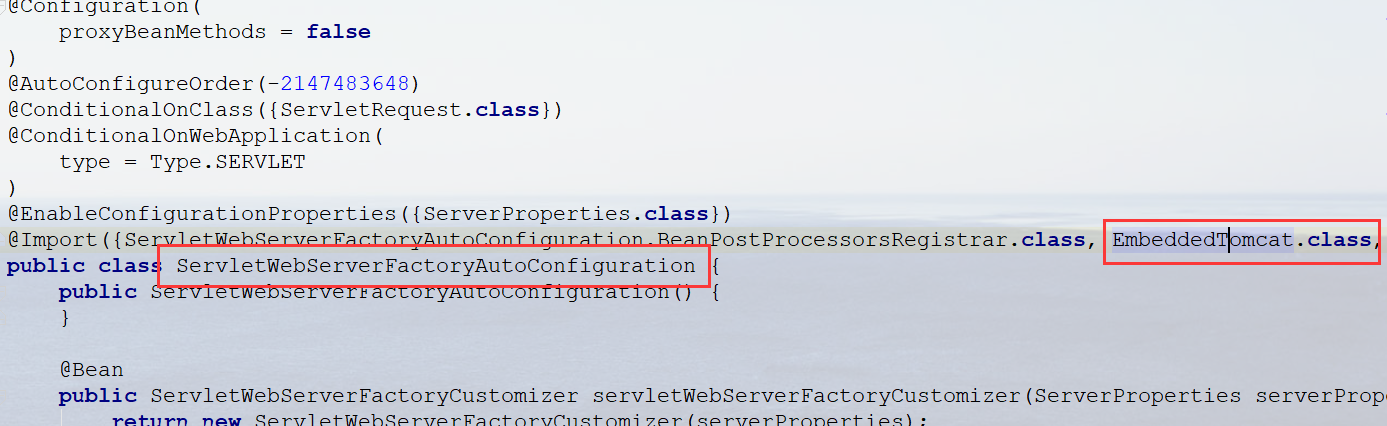 @Configuration(
    proxyBeanMethods = false
)
@AutoConfigureOrder(-2147483648)
@ConditionalOnClass({ServletRequest.class})
@ConditionalOnWebApplication(
    type = Type.SERVLET
)
@EnableConfigurationProperties({ServerProperties.class})
@Import({ServletWebServerFactoryAutoConfiguration.BeanPostProcessorsRegistrar.class, EmbeddedTomcat.class,
public class ServletWebServerFactoryAutoConfiguration {
    public ServletWebServerFactoryAutoConfiguration() {
    }
    @Bean
    public ServletWebServerFactoryCustomizer servletWebServerFactoryCustomizer(ServerProperties serverProp
        return new ServletWebServerFactoryCustomizer(serverProperties);